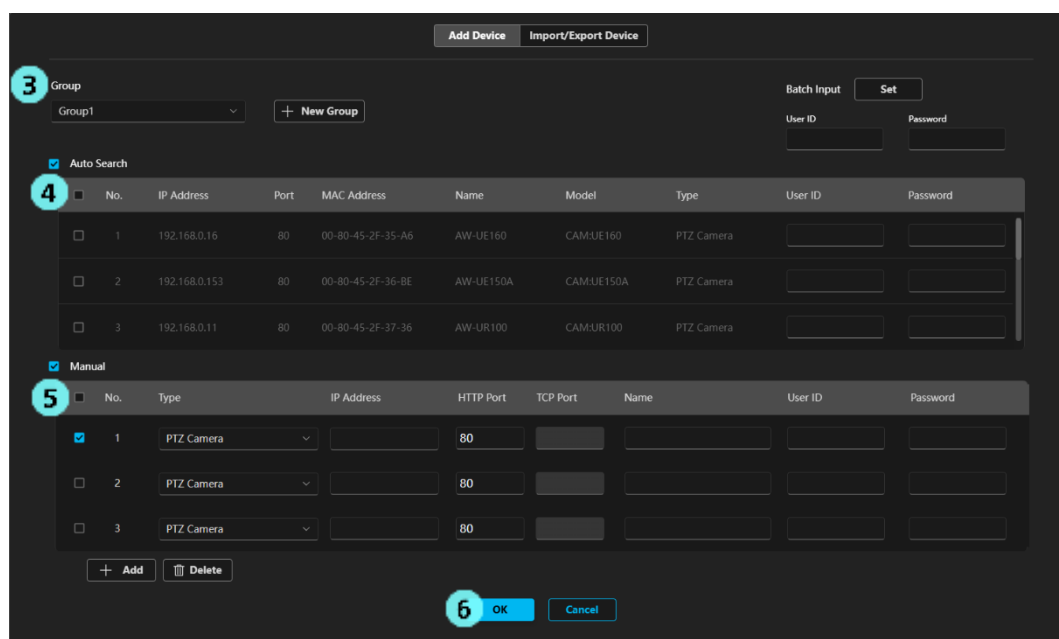 Add Device Import/Export Device
3 Group
Group1
+ New Group
Batch Input Set
User ID Password
Auto Search
4 No. IP Address Port MAC Address Name Model Type User ID Password
1 192.168.0.16 80 00-80-45-2F-35-A6 AW-UE160 CAM:UE160 PTZ Camera
2 192.168.0.153 80 00-80-45-2F-36-BE AW-UE150A CAM:UE150A PTZ Camera
3 192.168.0.11 80 00-80-45-2F-37-36 AW-UR100 CAM:UR100 PTZ Camera
Manual
5 No. Type IP Address HTTP Port TCP Port Name User ID Password
1 PTZ Camera 80
2 PTZ Camera 80
3 PTZ Camera 80
+ Add Delete
6 OK Cancel